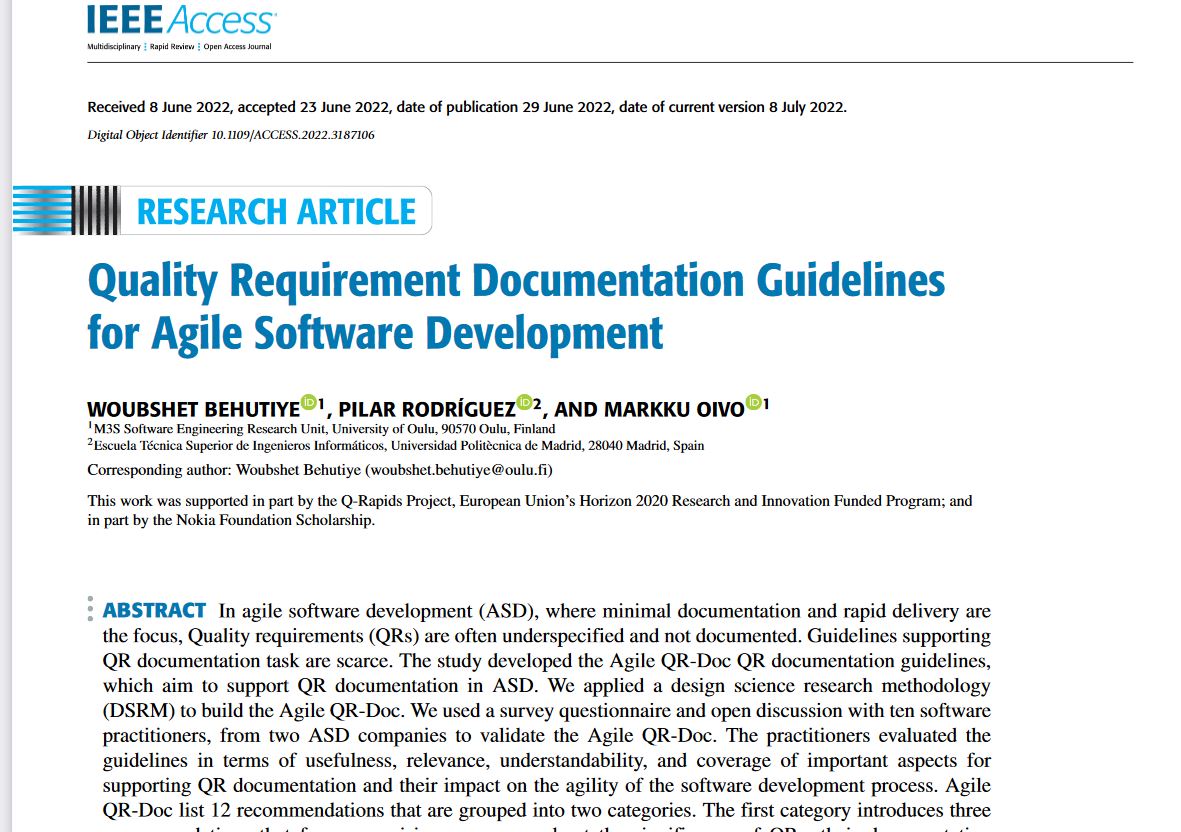 IEEE Access
Multidisciplinary Rapid Review Open Access Journal
Received 8 June 2022, accepted 23 June 2022, date of publication 29 June 2022, date of current version 8 July 2022.
Digital Object Identifier 10.1109/ACCESS.2022.3187106
RESEARCH ARTICLE
Quality Requirement Documentation Guidelines
for Agile Software Development
WOUBSHET BEHUTIYE iD 1, PILAR RODRÍGUEZ iD 2, AND MARKKU OIVO iD 1
1M3S Software Engineering Research Unit, University of Oulu, 90570 Oulu, Finland
2Escuela Técnica Superior de Ingenieros Informáticos, Universidad Politècnica de Madrid, 28040 Madrid, Spain
Corresponding author: Woubshet Behutiye (woubshet.behutiye@oulu.fi)
This work was supported in part by the Q-Rapids Project, European Union's Horizon 2020 Research and Innovation Funded Program; and
in part by the Nokia Foundation Scholarship.
ABSTRACT In agile software development (ASD), where minimal documentation and rapid delivery are
the focus, Quality requirements (QRs) are often underspecified and not documented. Guidelines supporting
QR documentation task are scarce. The study developed the Agile QR-Doc QR documentation guidelines,
which aim to support QR documentation in ASD. We applied a design science research methodology
(DSRM) to build the Agile QR-Doc. We used a survey questionnaire and open discussion with ten software
practitioners, from two ASD companies to validate the Agile QR-Doc. The practitioners evaluated the
guidelines in terms of usefulness, relevance, understandability, and coverage of important aspects for
supporting QR documentation and their impact on the agility of the software development process. Agile
QR-Doc list 12 recommendations that are grouped into two categories. The first category introduces three